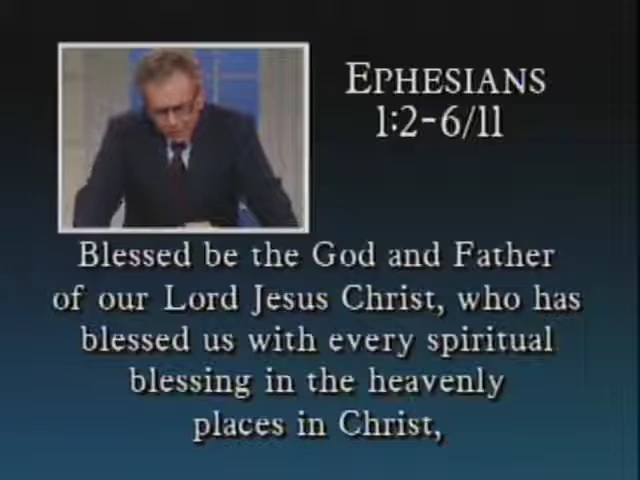 EPHESIANS
1:2-6/11
Blessed be the God and Father
of our Lord Jesus Christ, who has
blessed us with every spiritual
blessing in the heavenly
places in Christ,